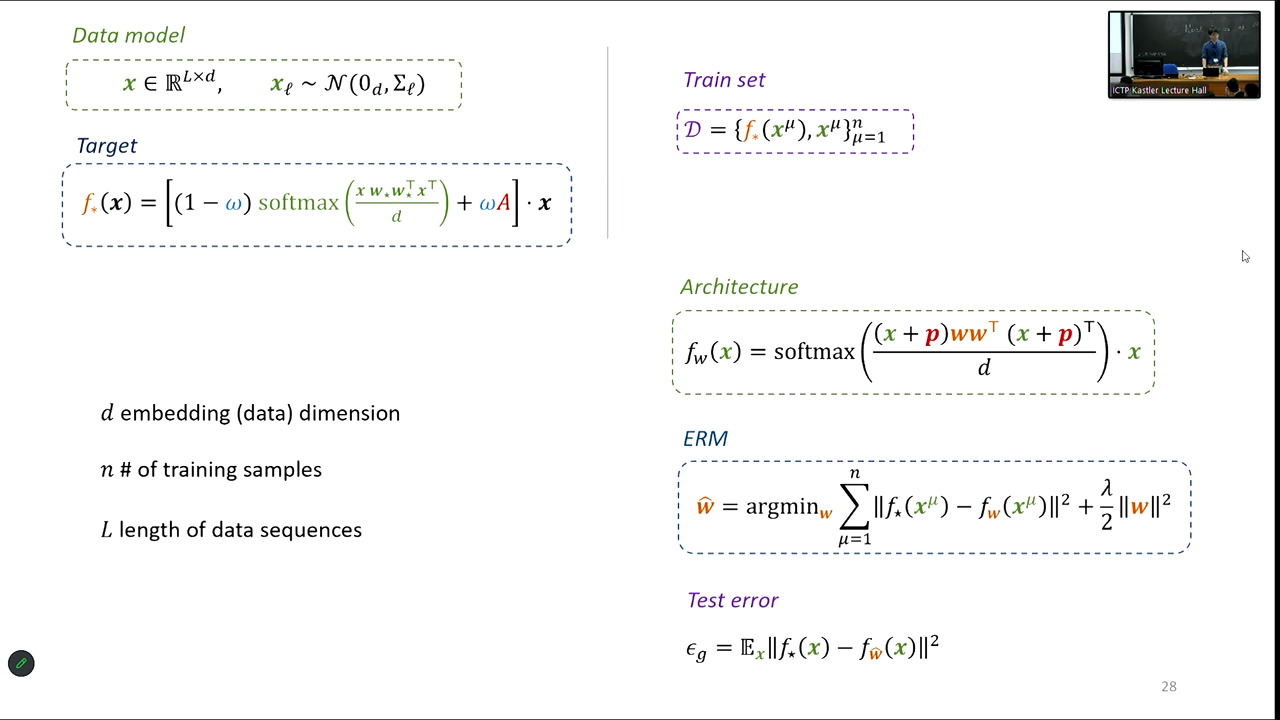 Data model
x ∈ ℝ^{L×d}, x_ℓ ~ 𝒩(0_d, Σ_ℓ)
Target
f_*(x) = [(1 − ω) softmax(x w_⋆ w_⋆^⊤ x^⊤ / d) + ωA] · x
d embedding (data) dimension
n # of training samples
L length of data sequences
ICTP Kastler Lecture Hall
Train set
𝒟 = {f_*(x^μ), x^μ}_{μ=1}^n
Architecture
f_w(x) = softmax((x + p)ww^⊤ (x + p)^⊤ / d) · x
ERM
ŵ = argmin_w ∑_{μ=1}^n ‖f_⋆(x^μ) − f_w(x^μ)‖² + λ/2 ‖w‖²
Test error
ϵ_g = 𝔼_x‖f_⋆(x) − f_ŵ(x)‖²
28